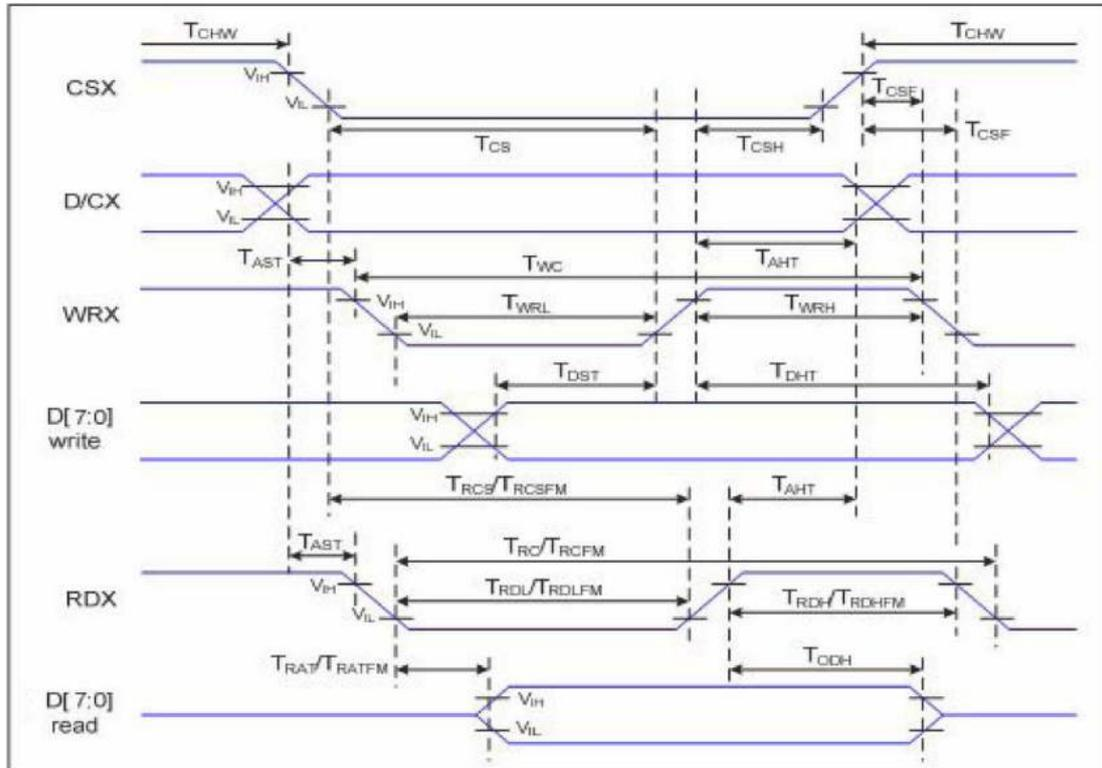 TCHW TCHW
VIH
CSX
TCSF
VIL
TCSF
TCS TCSH
VIH
D/CX
VIL
TAST TWC TAHT
VIH
WRX TWRL TWRH
VIL
TDST TDHT
D[7:0]
write
VIH
VIL
TRCS/TRCSFM TAHT
TAST TRC/TRCFM
VIH
RDX TRDL/TRDLFM TRDH/TRDHFM
VIL
TRAT/TRATFM TODH
D[7:0]
read
VIH
VIL